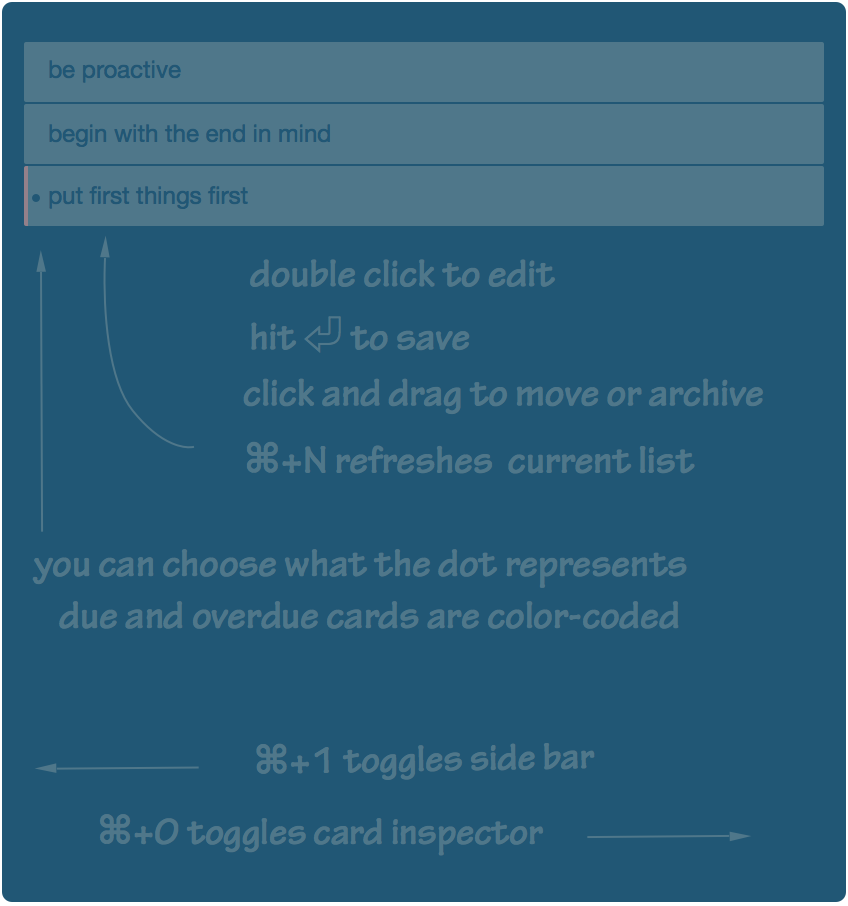 be proactive
begin with the end in mind
• put first things first
double click to edit
hit ⏎ to save
click and drag to move or archive
⌘+N refreshes current list
you can choose what the dot represents
due and overdue cards are color-coded
⌘+1 toggles side bar
⌘+0 toggles card inspector